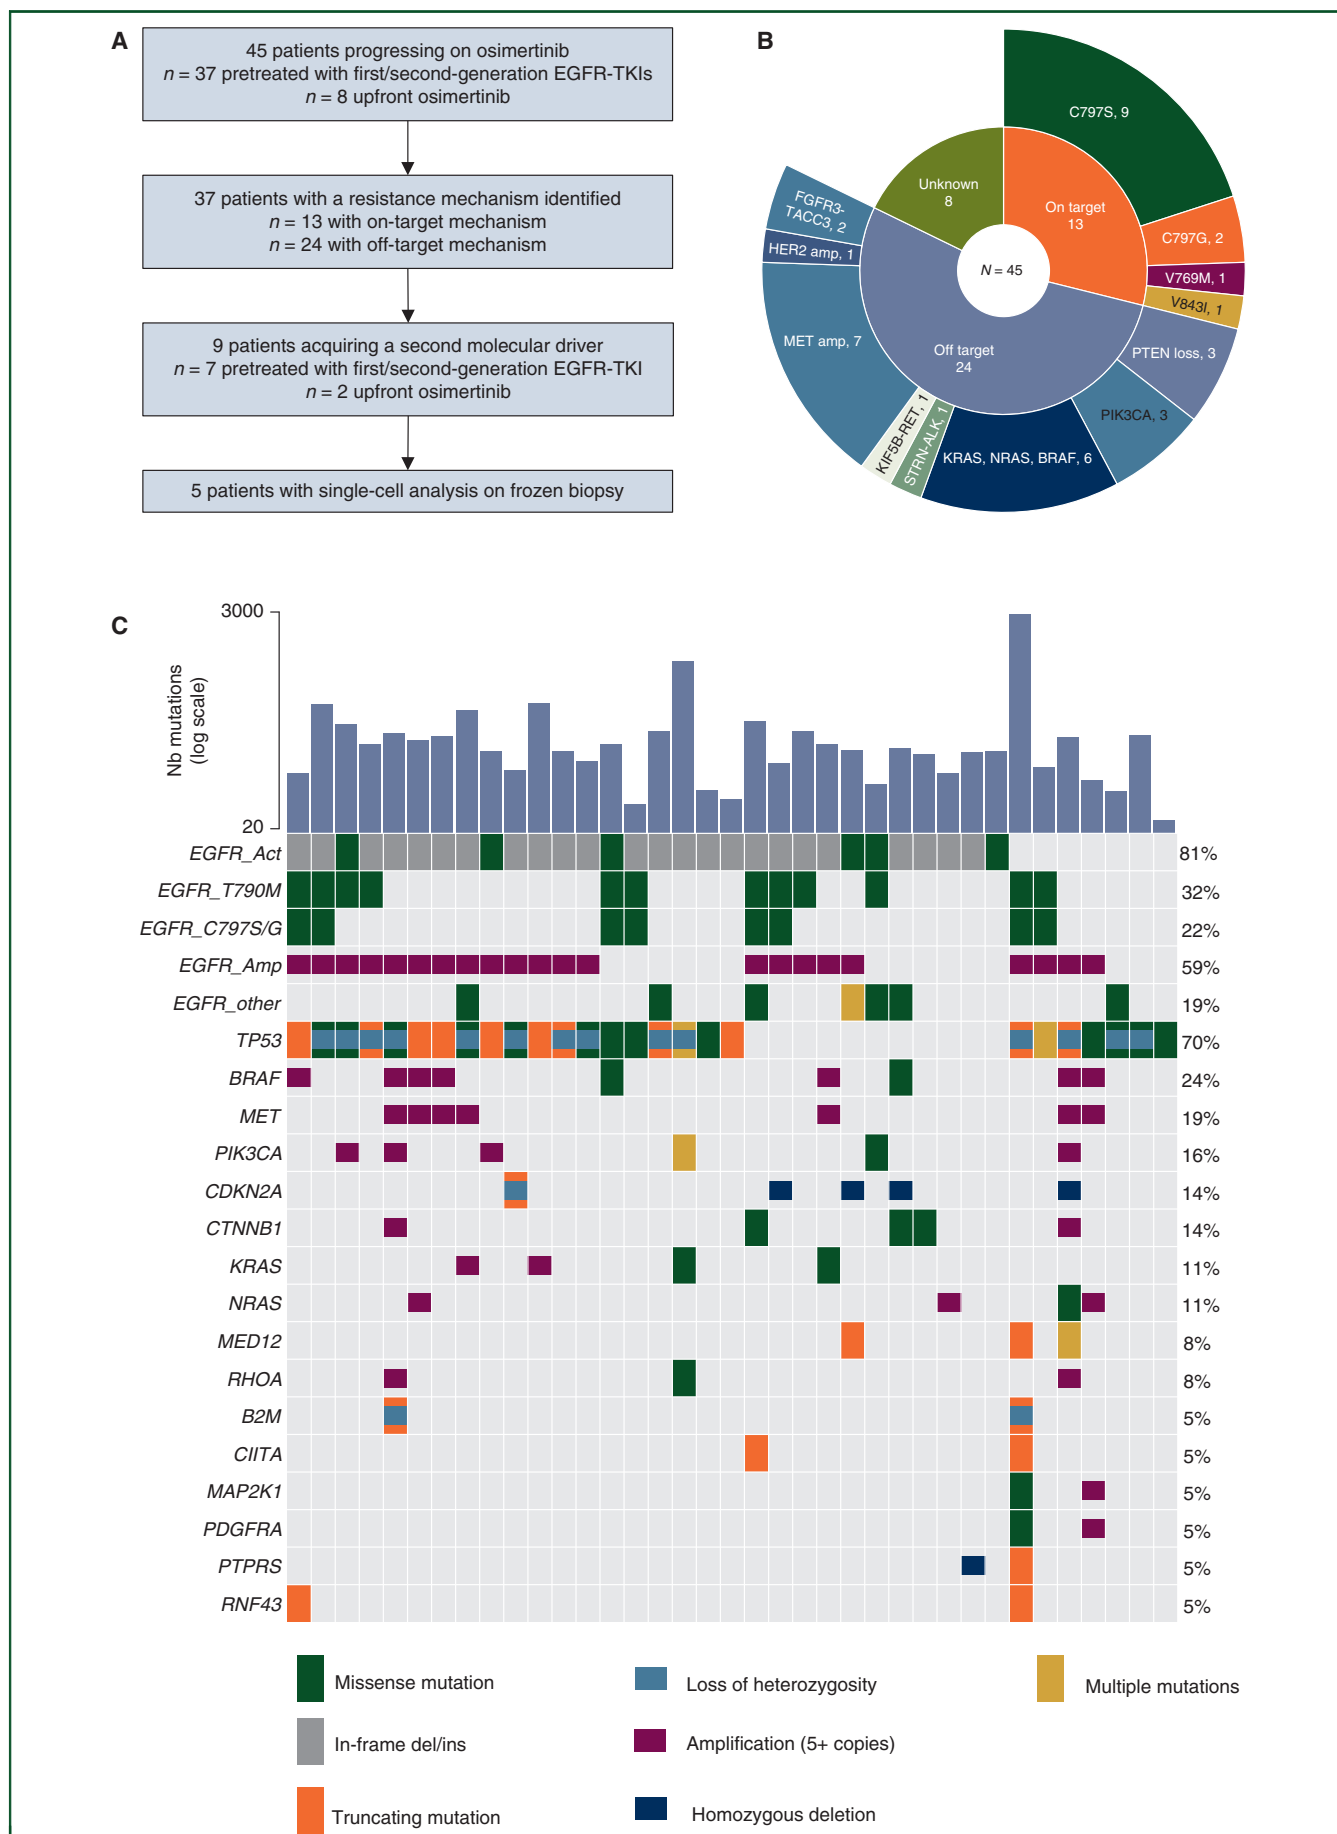 A
45 patients progressing on osimertinib
n = 37 pretreated with first/second-generation EGFR-TKIs
n = 8 upfront osimertinib
37 patients with a resistance mechanism identified
n = 13 with on-target mechanism
n = 24 with off-target mechanism
9 patients acquiring a second molecular driver
n = 7 pretreated with first/second-generation EGFR-TKI
n = 2 upfront osimertinib
5 patients with single-cell analysis on frozen biopsy
B
C797S, 9
Unknown
8
On target
13
FGFR3-
TACC3, 2
C797G, 2
HER2 amp, 1
V769M, 1
N = 45
V843I, 1
MET amp, 7
Off target
24
PTEN loss, 3
PIK3CA, 3
KIF5B-RET, 1
STRN-ALK, 1
KRAS, NRAS, BRAF, 6
C
3000
Nb mutations
(log scale)
20
EGFR_Act 81%
EGFR_T790M 32%
EGFR_C797S/G 22%
EGFR_Amp 59%
EGFR_other 19%
TP53 70%
BRAF 24%
MET 19%
PIK3CA 16%
CDKN2A 14%
CTNNB1 14%
KRAS 11%
NRAS 11%
MED12 8%
RHOA 8%
B2M 5%
CIITA 5%
MAP2K1 5%
PDGFRA 5%
PTPRS 5%
RNF43 5%
Missense mutation
Loss of heterozygosity
Multiple mutations
In-frame del/ins
Amplification (5+ copies)
Truncating mutation
Homozygous deletion